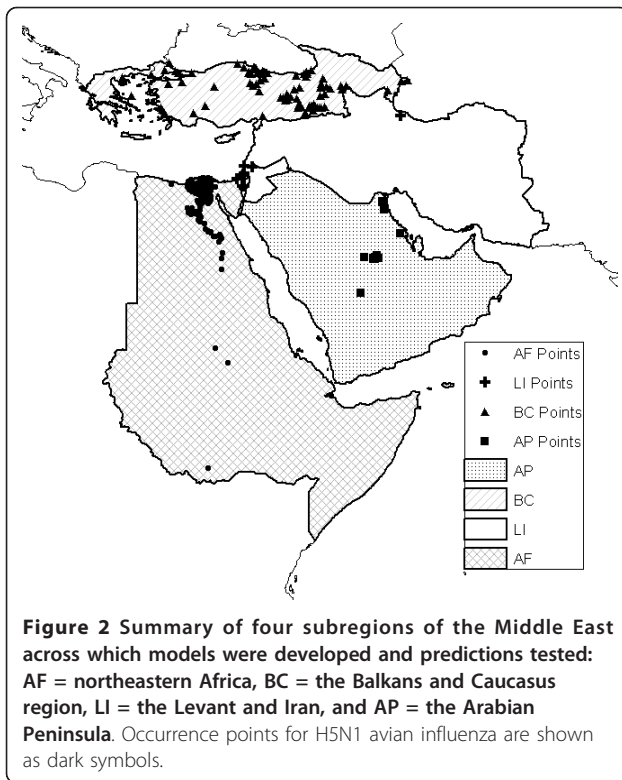 AF Points
LI Points
BC Points
AP Points
AP
BC
LI
AF
Figure 2 Summary of four subregions of the Middle East
across which models were developed and predictions tested:
AF = northeastern Africa, BC = the Balkans and Caucasus
region, LI = the Levant and Iran, and AP = the Arabian
Peninsula. Occurrence points for H5N1 avian influenza are shown
as dark symbols.